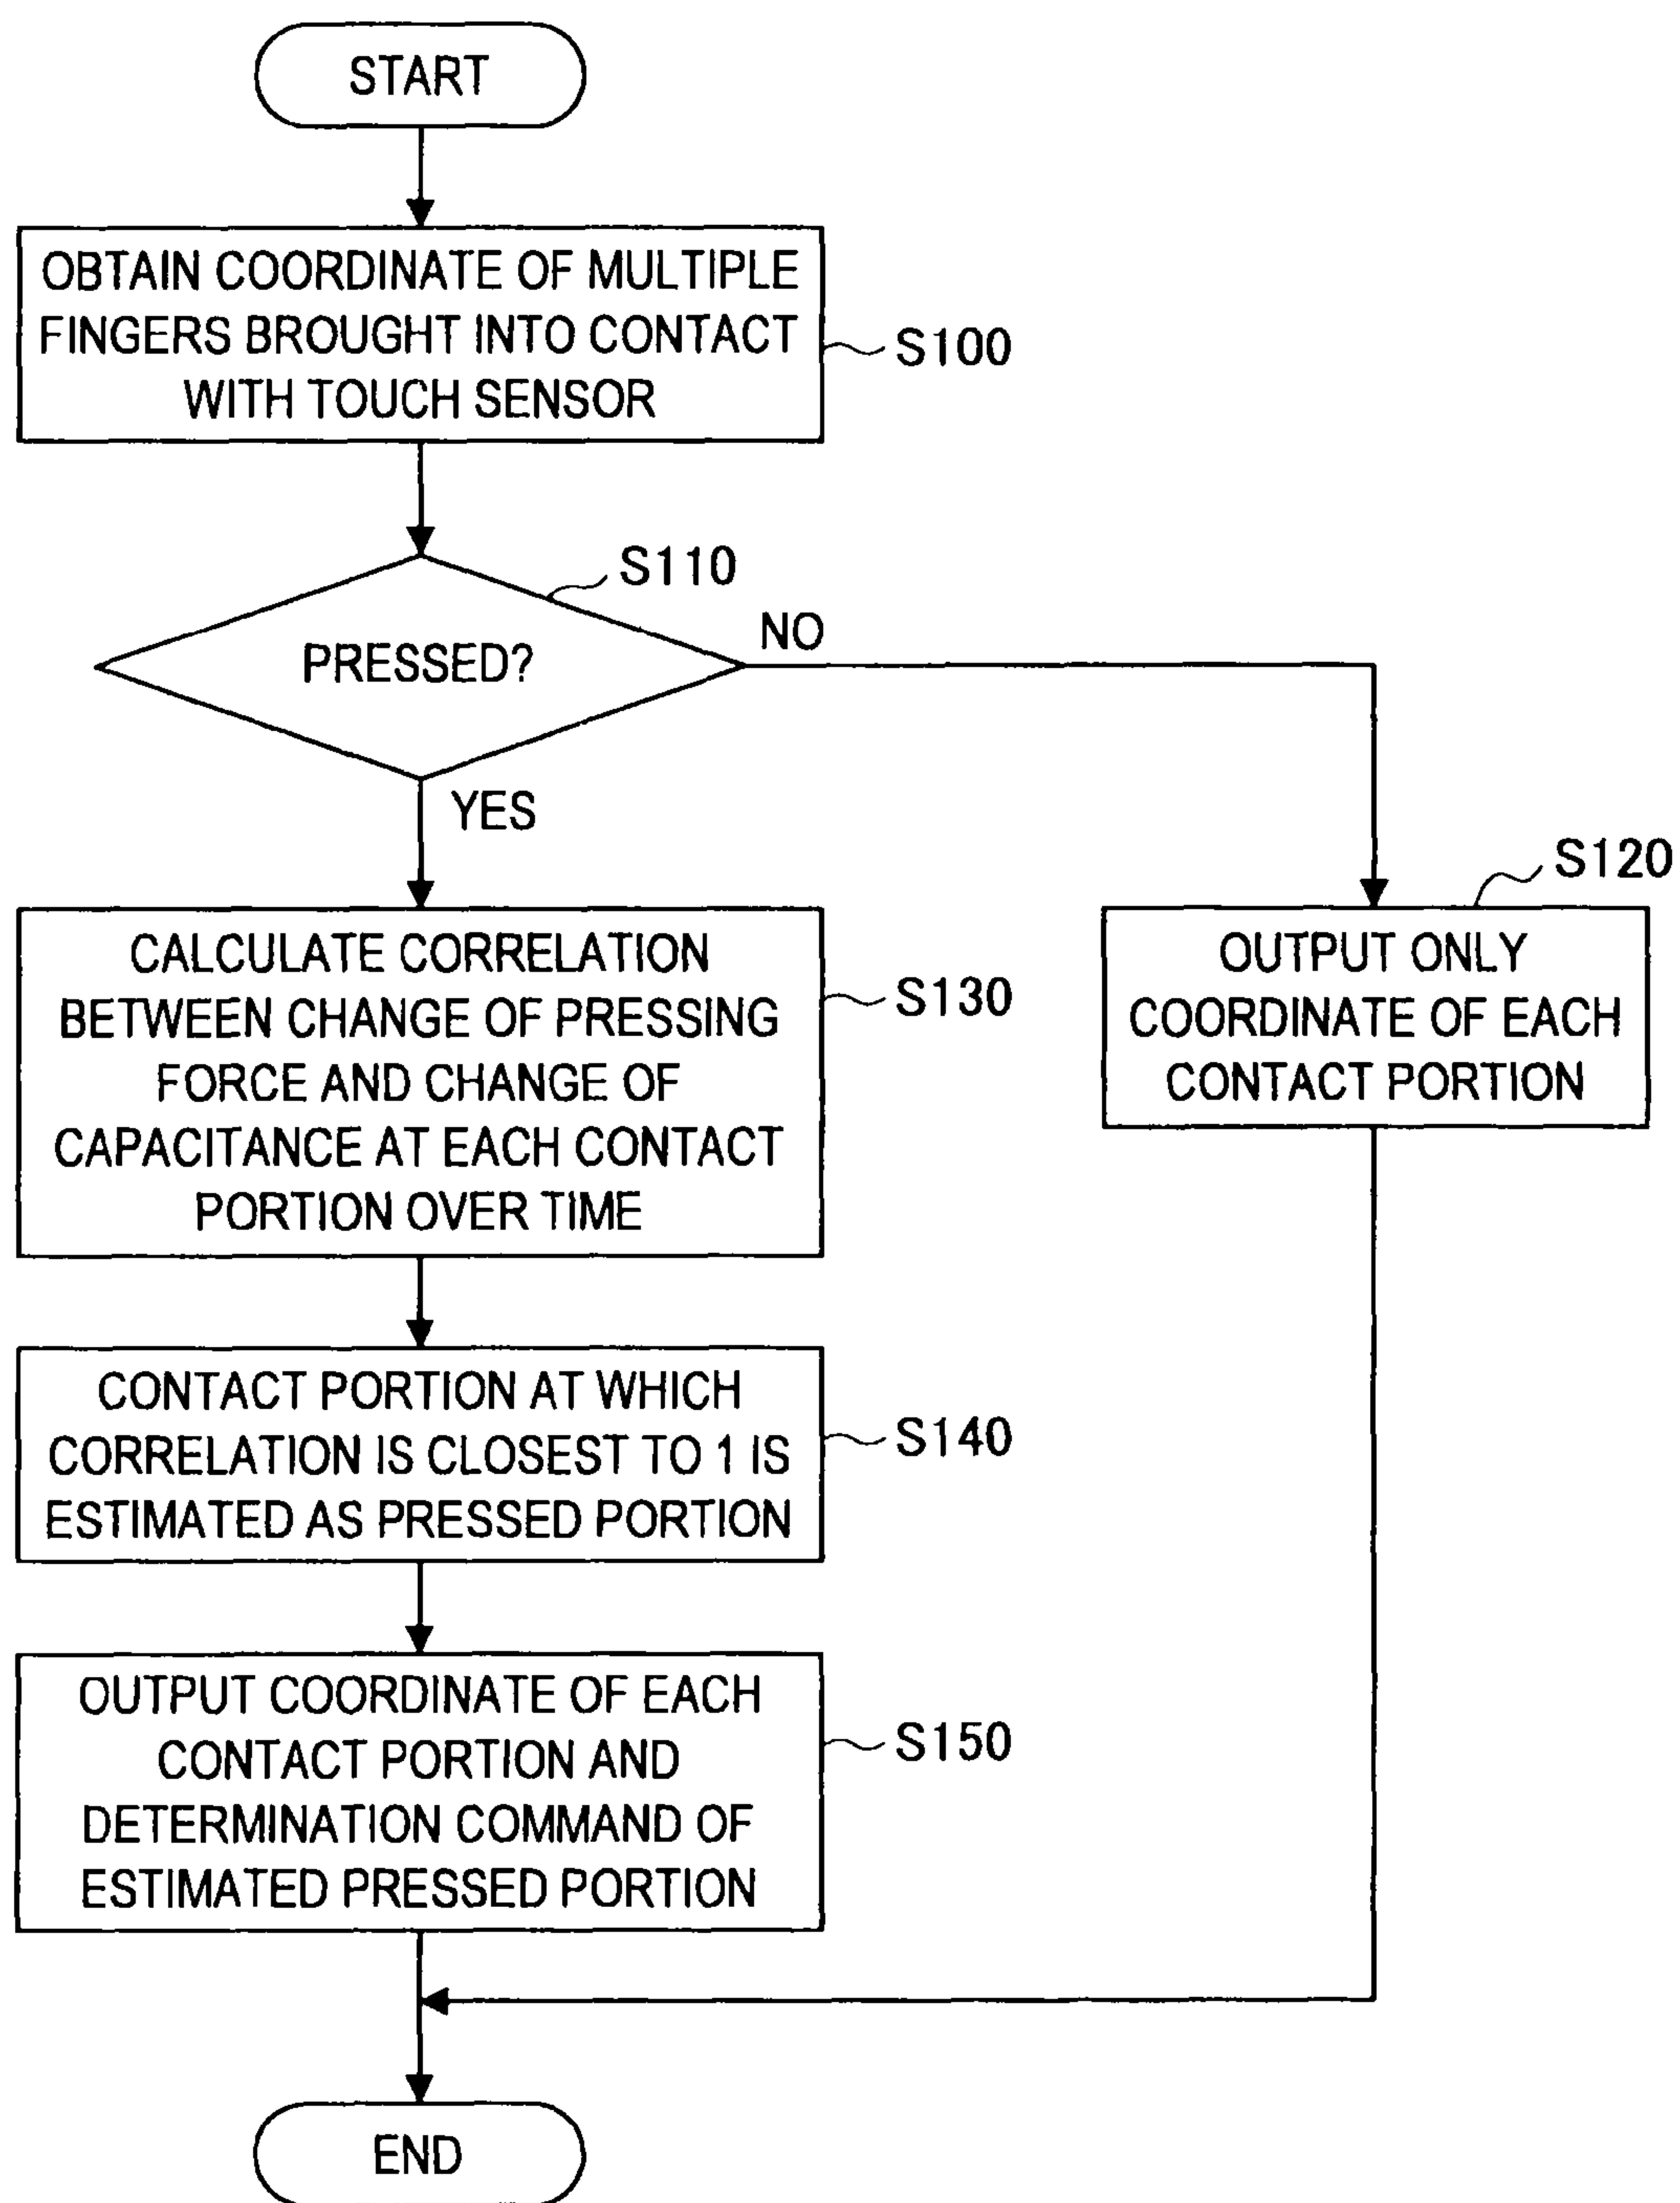 START
OBTAIN COORDINATE OF MULTIPLE
FINGERS BROUGHT INTO CONTACT
WITH TOUCH SENSOR
S100
S110
PRESSED?
NO
YES
S120
OUTPUT ONLY
COORDINATE OF EACH
CONTACT PORTION
CALCULATE CORRELATION
BETWEEN CHANGE OF PRESSING
FORCE AND CHANGE OF
CAPACITANCE AT EACH CONTACT
PORTION OVER TIME
S130
CONTACT PORTION AT WHICH
CORRELATION IS CLOSEST TO 1 IS
ESTIMATED AS PRESSED PORTION
S140
OUTPUT COORDINATE OF EACH
CONTACT PORTION AND
DETERMINATION COMMAND OF
ESTIMATED PRESSED PORTION
S150
END